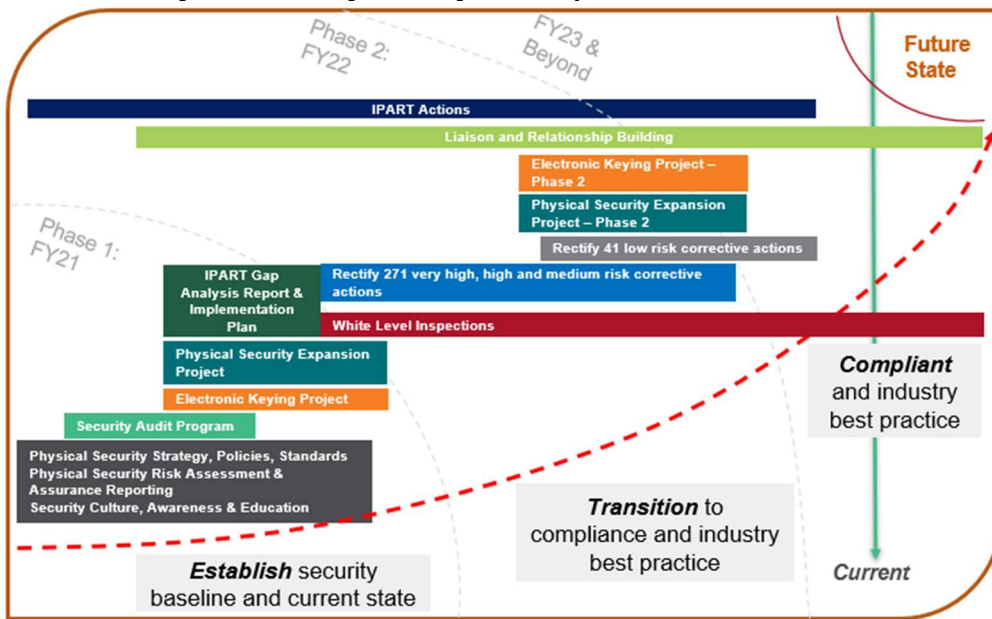 Phase 2:
FY22
FY23 &
Beyond
Future
State
IPART Actions
Liaison and Relationship Building
Electronic Keying Project –
Phase 2
Physical Security Expansion
Project – Phase 2
Rectify 41 low risk corrective actions
Phase 1:
FY21
IPART Gap
Analysis Report &
Implementation
Plan
Rectify 271 very high, high and medium risk corrective
actions
White Level Inspections
Physical Security Expansion
Project
Electronic Keying Project
Security Audit Program
Physical Security Strategy, Policies, Standards
Physical Security Risk Assessment &
Assurance Reporting
Security Culture, Awareness & Education
Compliant
and industry
best practice
Transition to
compliance and industry
best practice
Establish security
baseline and current state
Current